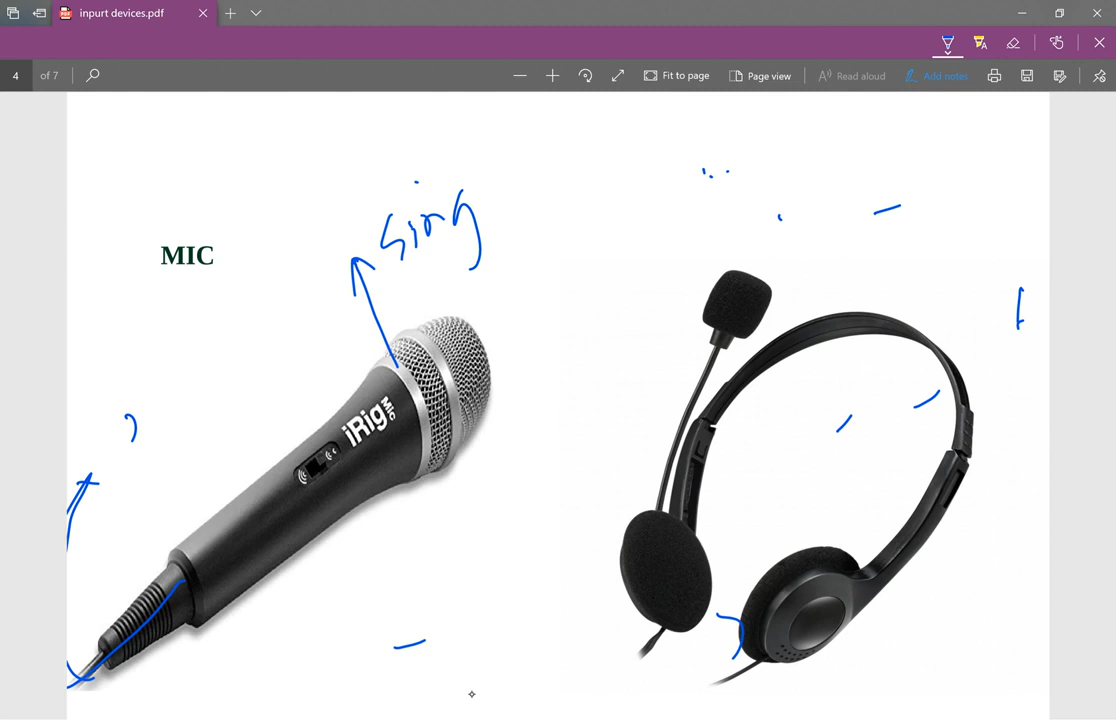 inpurt devices.pdf
4 of 7
Fit to page
Page view
Read aloud
Add notes
sing
MIC
iRig MIC